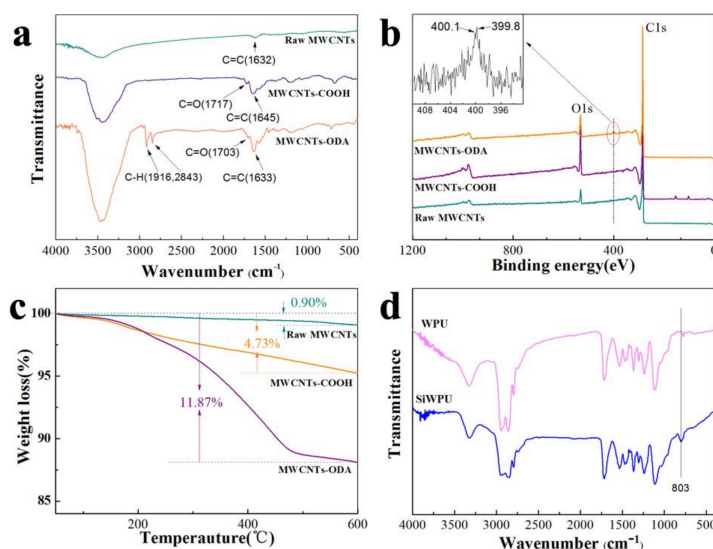 a
Raw MWCNTs
C=C(1632)
MWCNTs-COOH
C=O(1717)
C=C(1645)
MWCNTs-ODA
C=O(1703)
C-H(1916,2843)
C=C(1633)
Transmittance
4000 3500 3000 2500 2000 1500 1000 500
Wavenumber (cm⁻¹)
b
400.1 399.8
408 404 400 396
C1s
O1s
MWCNTs-ODA
MWCNTs-COOH
Raw MWCNTs
1200 800 400 0
Binding energy(eV)
c
0.90%
Raw MWCNTs
4.73%
MWCNTs-COOH
11.87%
MWCNTs-ODA
100
95
90
85
Weight loss(%)
200 400 600
Temperauture(℃)
d
WPU
SiWPU
803
Transmittance
4000 3500 3000 2500 2000 1500 1000 500
Wavenumber (cm⁻¹)